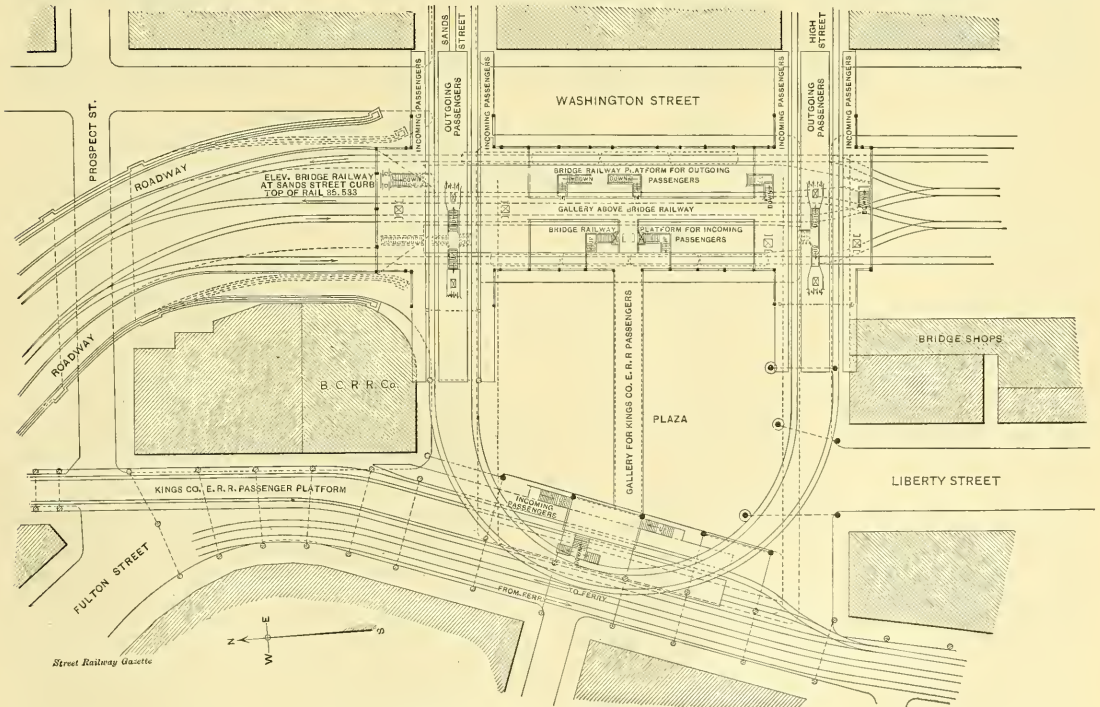 SANDS
STREET
HIGH
STREET
INCOMING PASSENGERS
OUTGOING
PASSENGERS
INCOMING PASSENGERS
INCOMING PASSENGERS
OUTGOING
PASSENGERS
INCOMING PASSENGERS
WASHINGTON STREET
PROSPECT ST.
ROADWAY
ELEV. BRIDGE RAILWAY
AT SANDS STREET CURB
TOP OF RAIL 85.533
BRIDGE RAILWAY PLATFORM FOR OUTGOING
PASSENGERS
DOWN
DOWN
GALLERY ABOVE BRIDGE RAILWAY
BRIDGE RAILWAY PLATFORM FOR INCOMING
PASSENGERS
ROADWAY
B.C.R.R.Co.
GALLERY FOR KINGS CO. E.R.R PASSENGERS
PLAZA
BRIDGE SHOPS
LIBERTY STREET
KINGS CO. E.R.R. PASSENGER PLATFORM
INCOMING
PASSENGERS
FULTON STREET
FROM FERRY
TO FERRY
N E S W
Street Railway Gazette